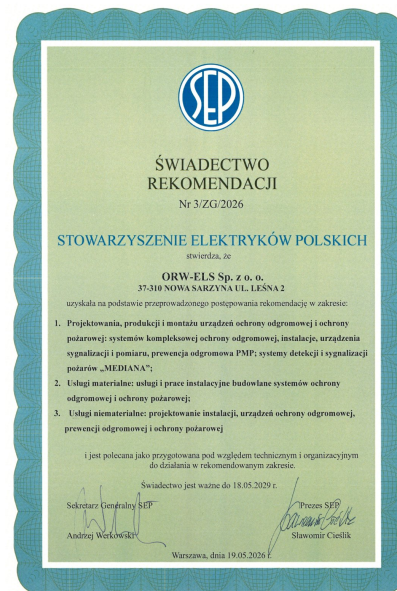 SEP
ŚWIADECTWO
REKOMENDACJI
Nr 3/ZG/2026
STOWARZYSZENIE ELEKTRYKÓW POLSKICH
stwierdza, że
ORW-ELS Sp. z o. o.
37-310 NOWA SARZYNA UL. LEŚNA 2
uzyskała na podstawie przeprowadzonego postępowania rekomendację w zakresie:
1. Projektowania, produkcji i montażu urządzeń ochrony odgromowej i ochrony
pożarowej: systemów kompleksowej ochrony odgromowej, instalacje, urządzenia
sygnalizacji i pomiaru, prewencja odgromowa PMP; systemy detekcji i sygnalizacji
pożarów „MEDIANA”;
2. Usługi materialne: usługi i prace instalacyjne budowlane systemów ochrony
odgromowej i ochrony pożarowej;
3. Usługi niematerialne: projektowanie instalacji, urządzeń ochrony odgromowej,
prewencji odgromowej i ochrony pożarowej
i jest polecana jako przygotowana pod względem technicznym i organizacyjnym
do działania w rekomendowanym zakresie.
Świadectwo jest ważne do 18.05.2029 r.
Sekretarz Generalny SEP
Prezes SEP
Andrzej Werkowski
Sławomir Cieślik
Warszawa, dnia 19.05.2026 r.